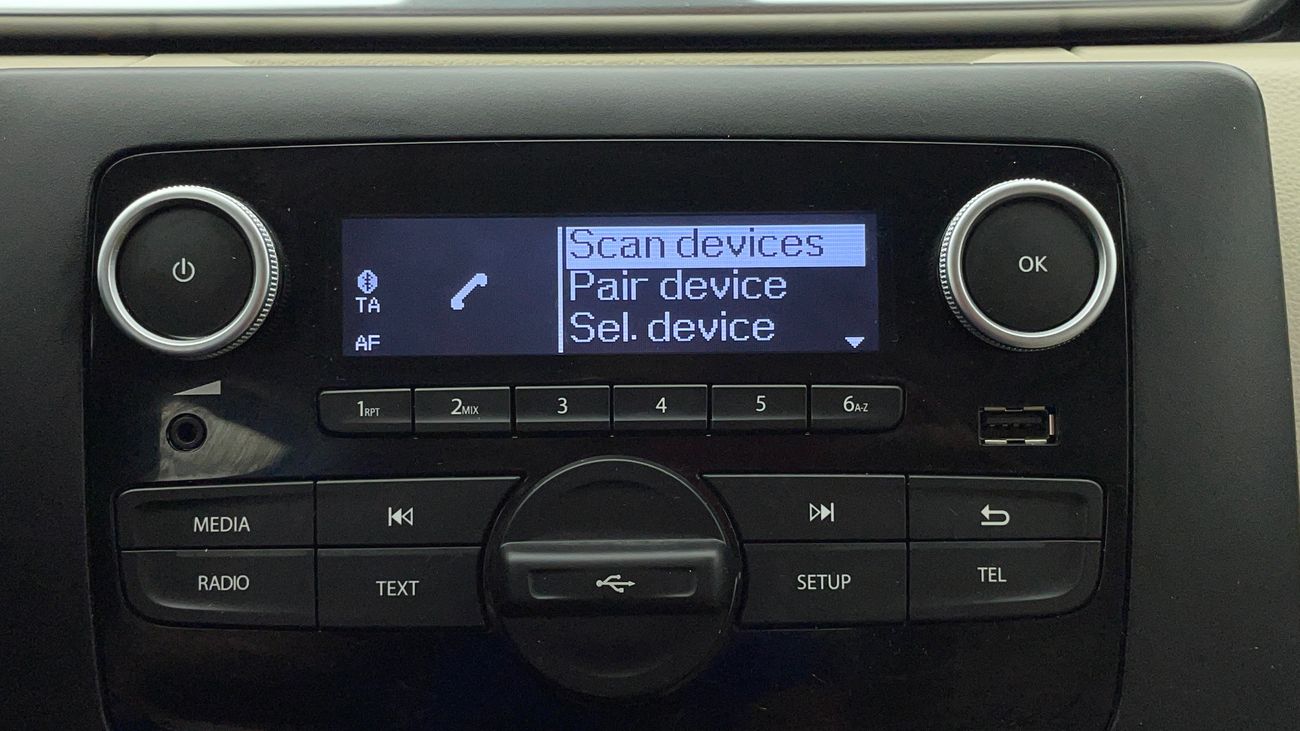 Scan devices
Pair device
Sel. device
TA
AF
OK
1RPT 2MIX 3 4 5 6A-Z
MEDIA
RADIO
TEXT
SETUP
TEL